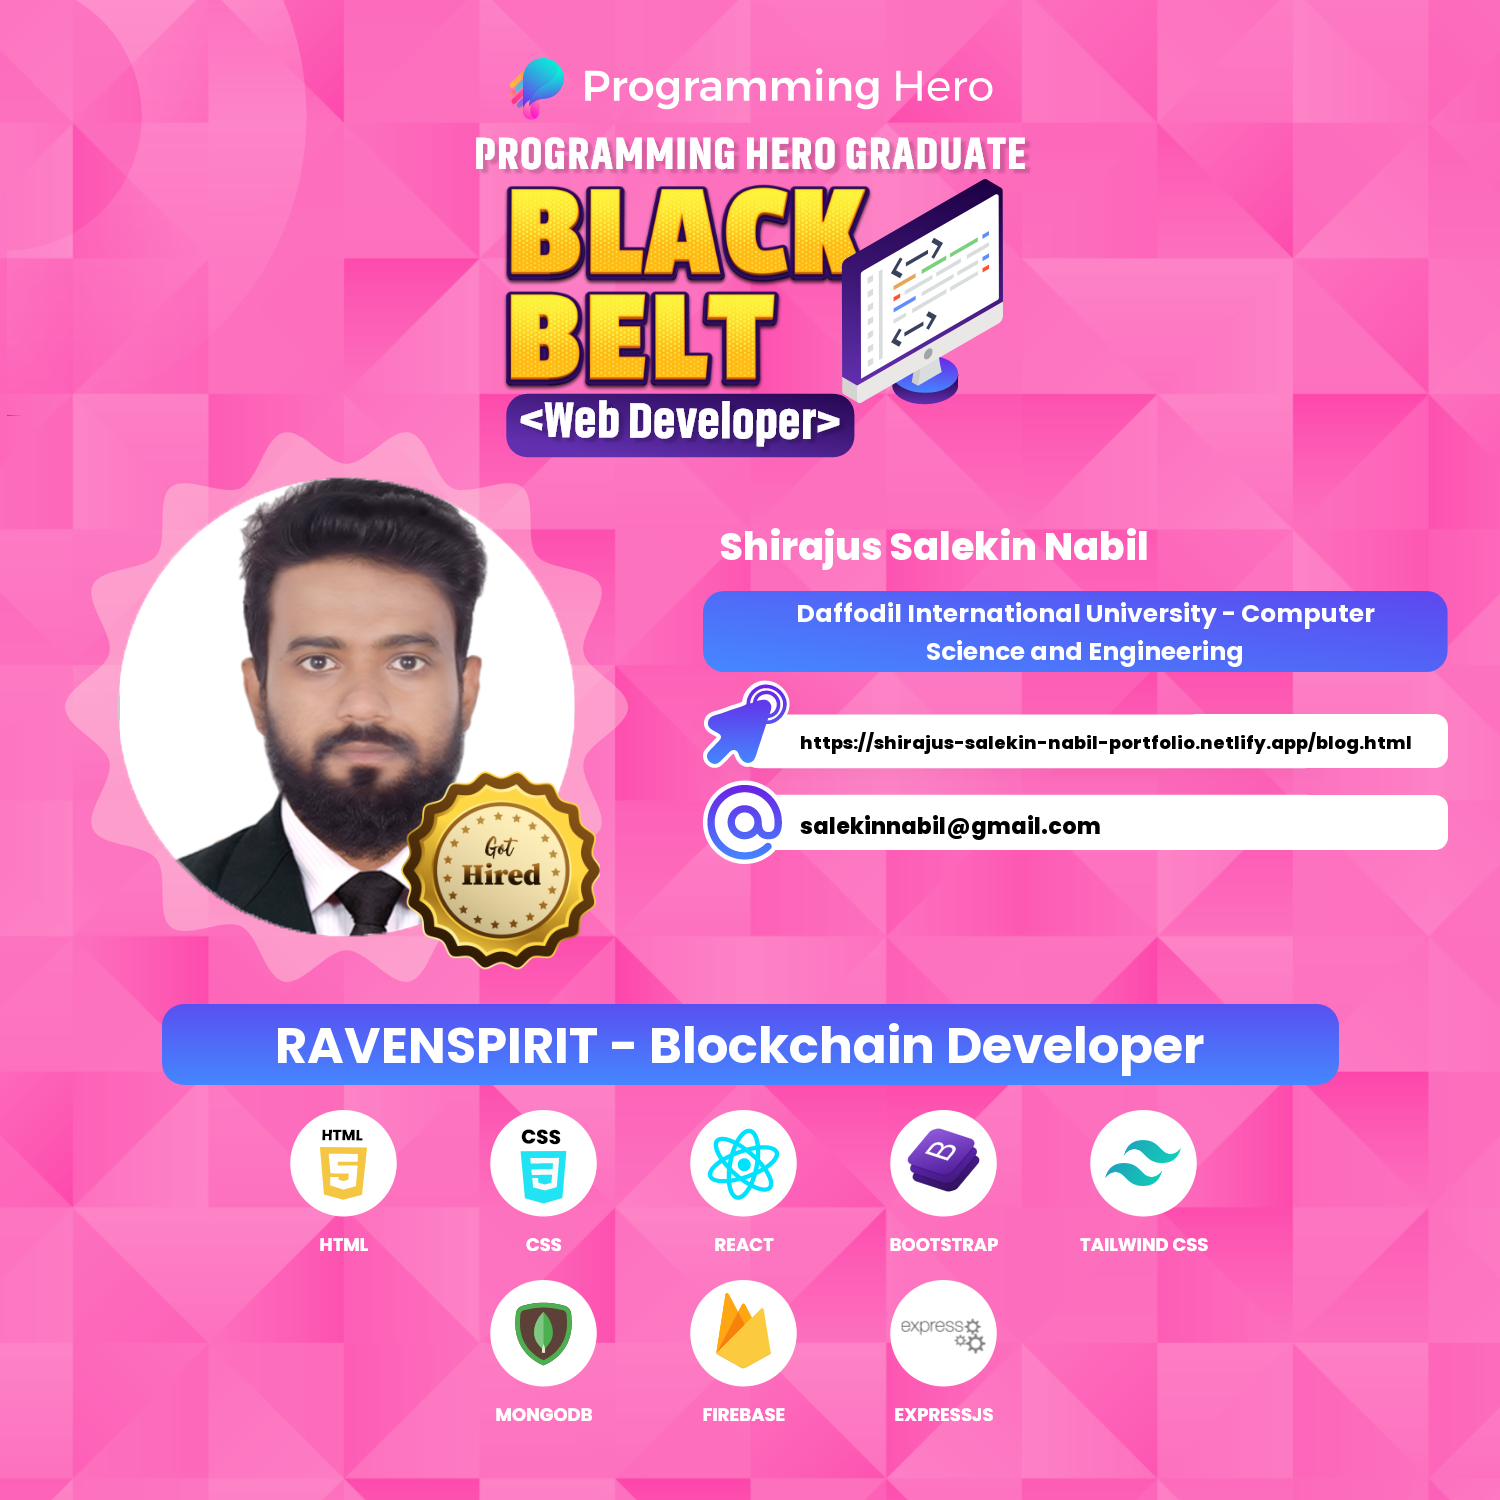 Programming Hero
PROGRAMMING HERO GRADUATE
BLACK
BELT
<Web Developer>
Shirajus Salekin Nabil
Daffodil International University - Computer
Science and Engineering
https://shirajus-salekin-nabil-portfolio.netlify.app/blog.html
salekinnabil@gmail.com
Got
Hired
RAVENSPIRIT - Blockchain Developer
HTML
5
CSS
3
B
HTML
CSS
REACT
BOOTSTRAP
TAILWIND CSS
express
MONGODB
FIREBASE
EXPRESSJS